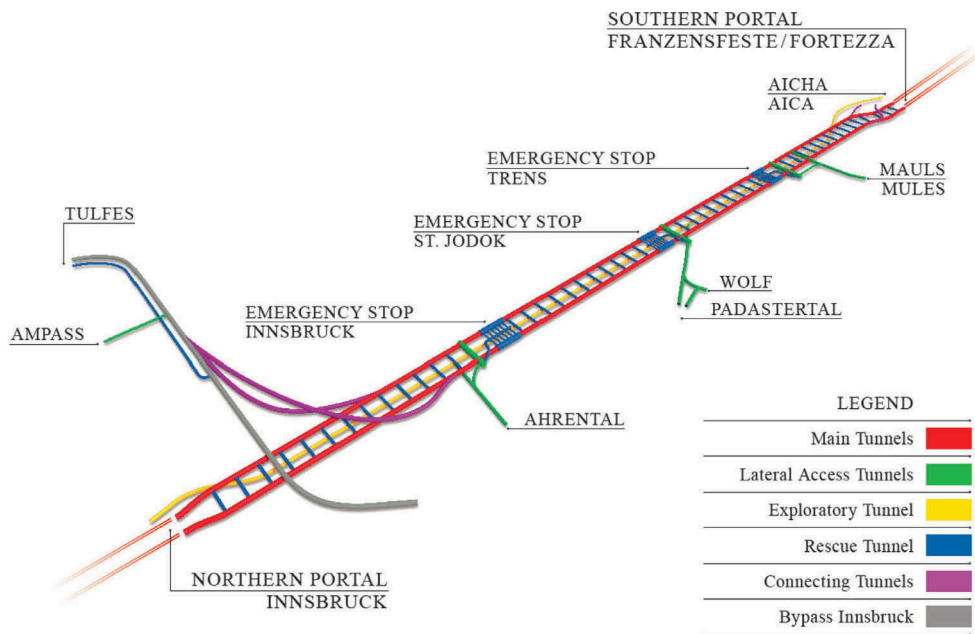 SOUTHERN PORTAL
FRANZENSFESTE/FORTEZZA
AICHA
AICA
EMERGENCY STOP
TRENS
MAULS
MULES
TULFES
EMERGENCY STOP
ST. JODOK
WOLF
PADASTERTAL
EMERGENCY STOP
INNSBRUCK
AMPASS
AHRENTAL
NORTHERN PORTAL
INNSBRUCK
LEGEND
Main Tunnels
Lateral Access Tunnels
Exploratory Tunnel
Rescue Tunnel
Connecting Tunnels
Bypass Innsbruck